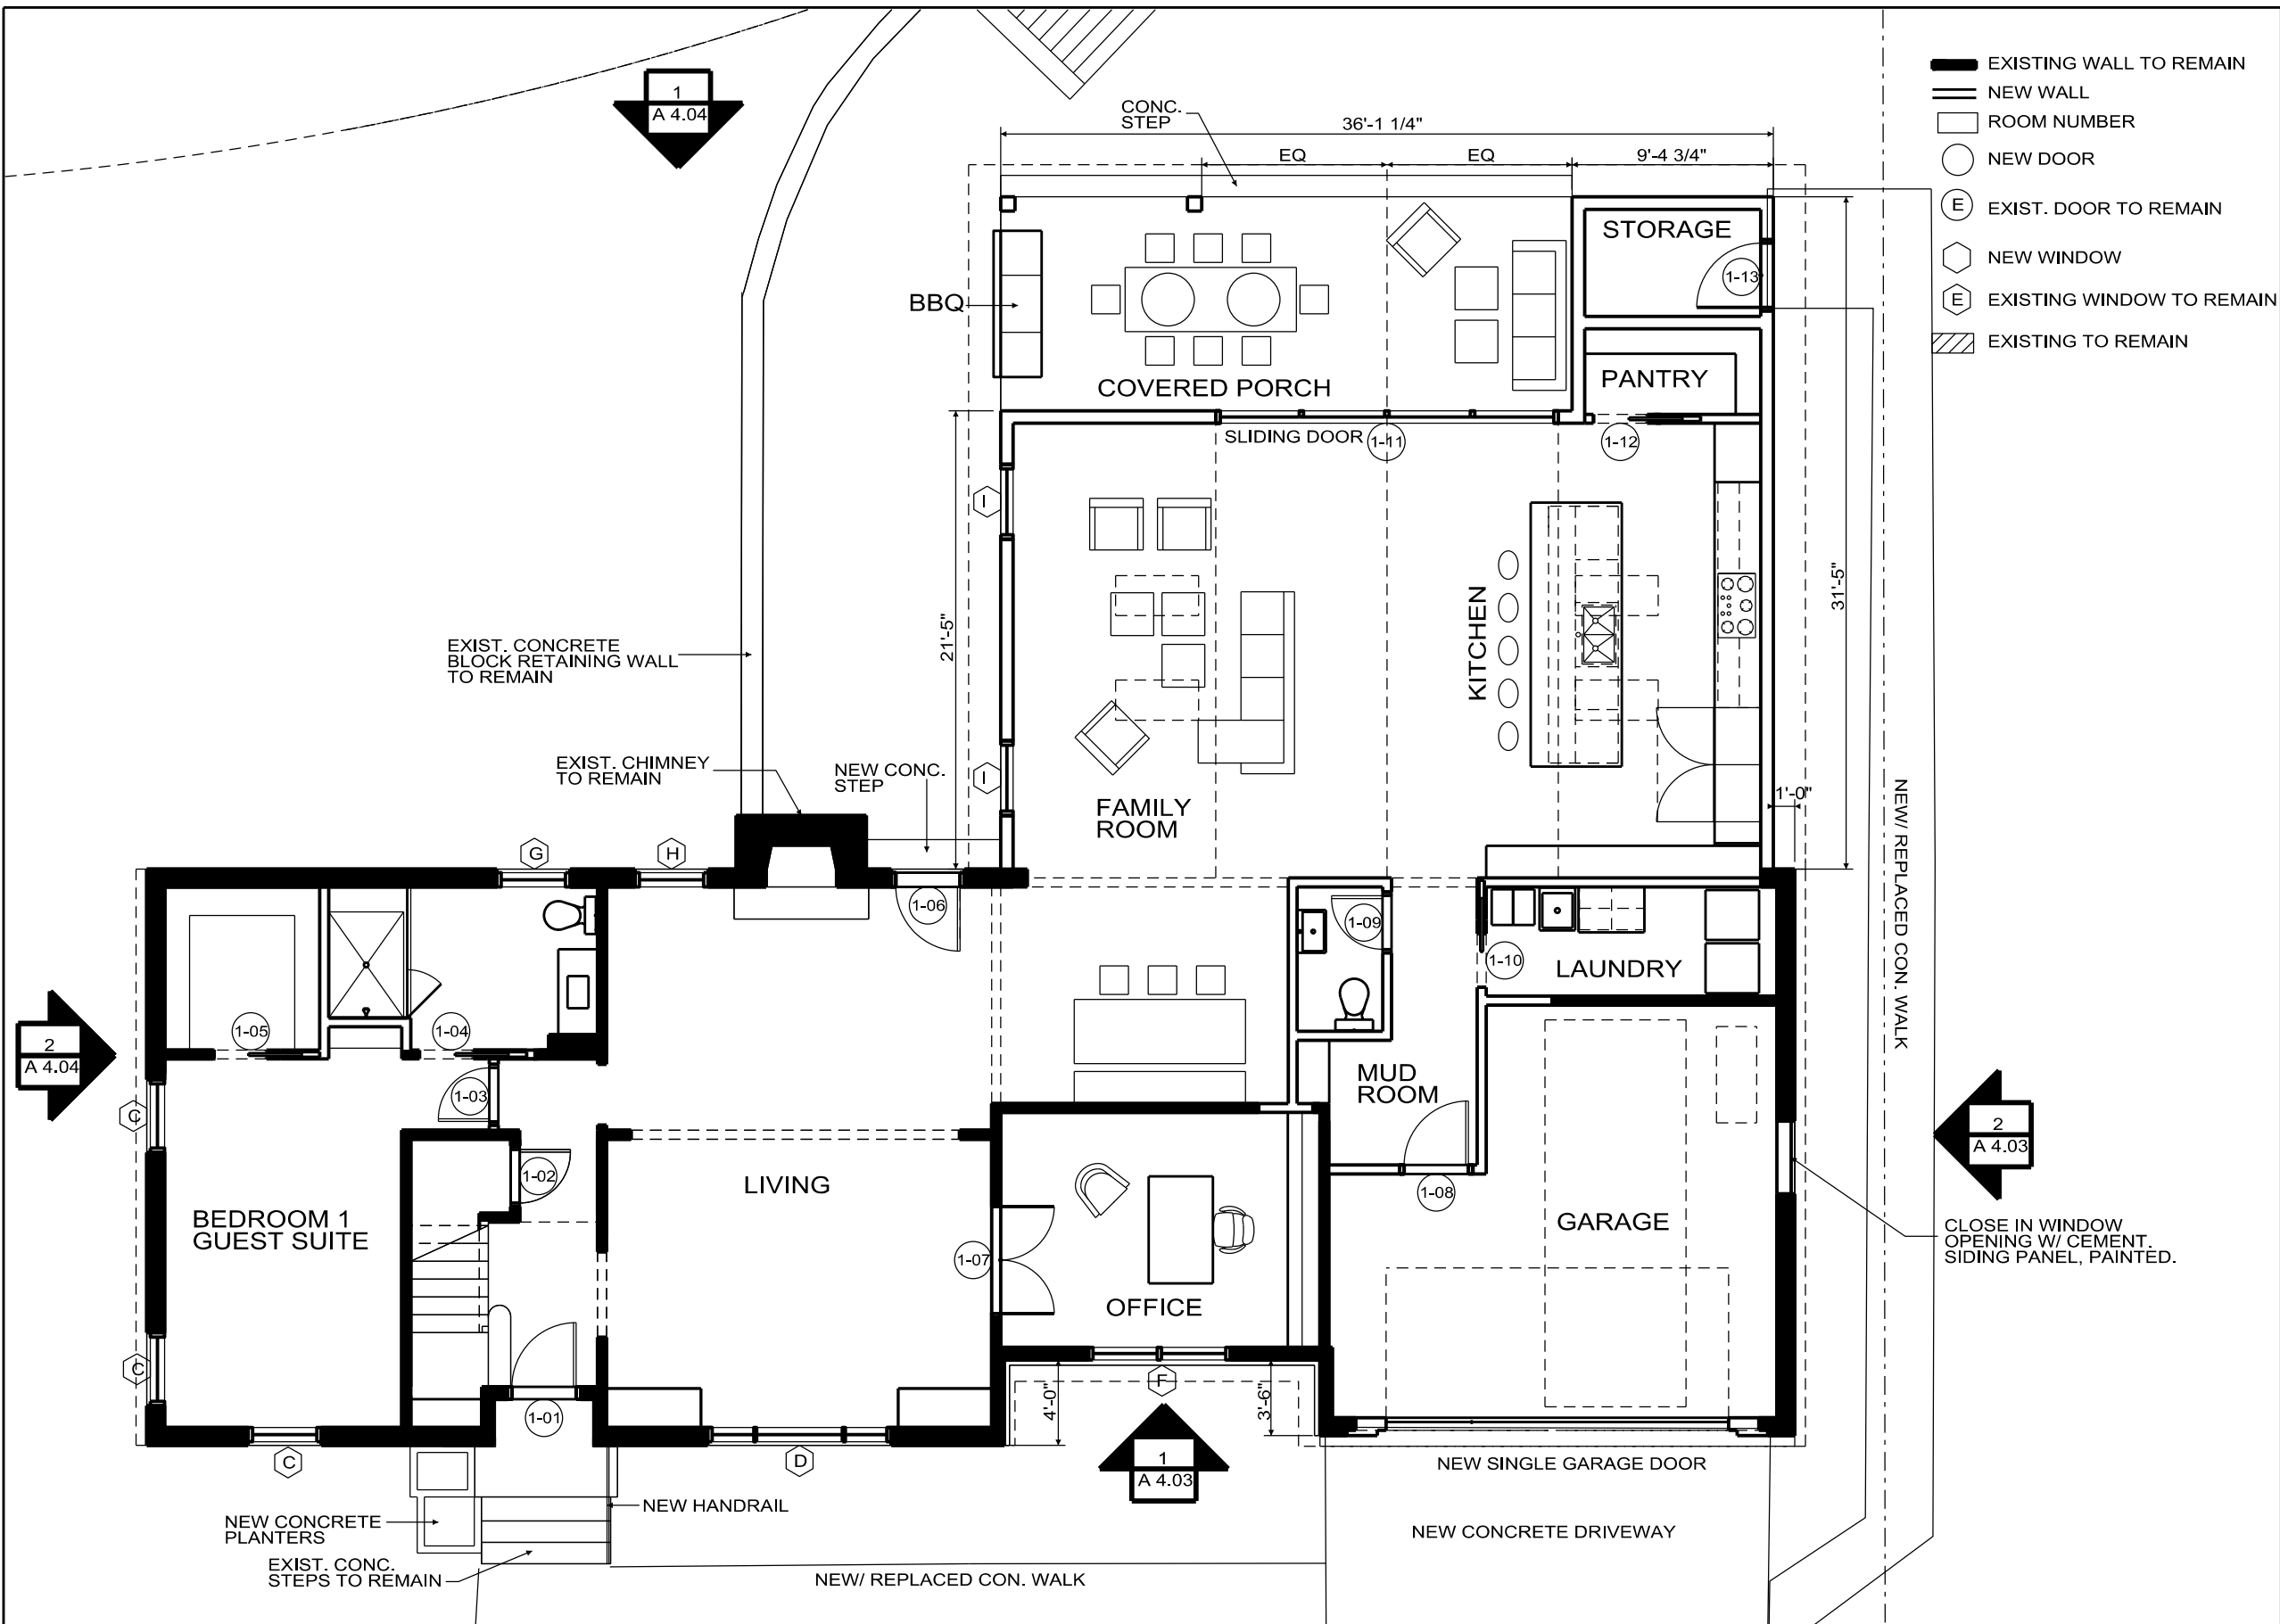 EXISTING WALL TO REMAIN
NEW WALL
ROOM NUMBER
NEW DOOR
E
EXIST. DOOR TO REMAIN
NEW WINDOW
E
EXISTING WINDOW TO REMAIN
EXISTING TO REMAIN
1
A 4.04
CONC.
STEP
36'-1 1/4"
EQ
EQ
9'-4 3/4"
STORAGE
1-13
BBQ
COVERED PORCH
PANTRY
SLIDING DOOR
1-11
1-12
I
21'-5"
31'-5"
KITCHEN
EXIST. CONCRETE
BLOCK RETAINING WALL
TO REMAIN
EXIST. CHIMNEY
TO REMAIN
NEW CONC.
STEP
I
FAMILY
ROOM
1'-0"
NEW/ REPLACED CON. WALK
G
H
1-06
1-09
1-10
LAUNDRY
2
A 4.04
1-05
1-04
1-03
C
MUD
ROOM
2
A 4.03
1-02
LIVING
1-08
BEDROOM 1
GUEST SUITE
GARAGE
CLOSE IN WINDOW
OPENING W/ CEMENT.
SIDING PANEL, PAINTED.
1-07
OFFICE
C
F
4'-0"
3'-6"
1-01
C
D
1
A 4.03
NEW SINGLE GARAGE DOOR
NEW HANDRAIL
NEW CONCRETE
PLANTERS
NEW CONCRETE DRIVEWAY
EXIST. CONC.
STEPS TO REMAIN
NEW/ REPLACED CON. WALK